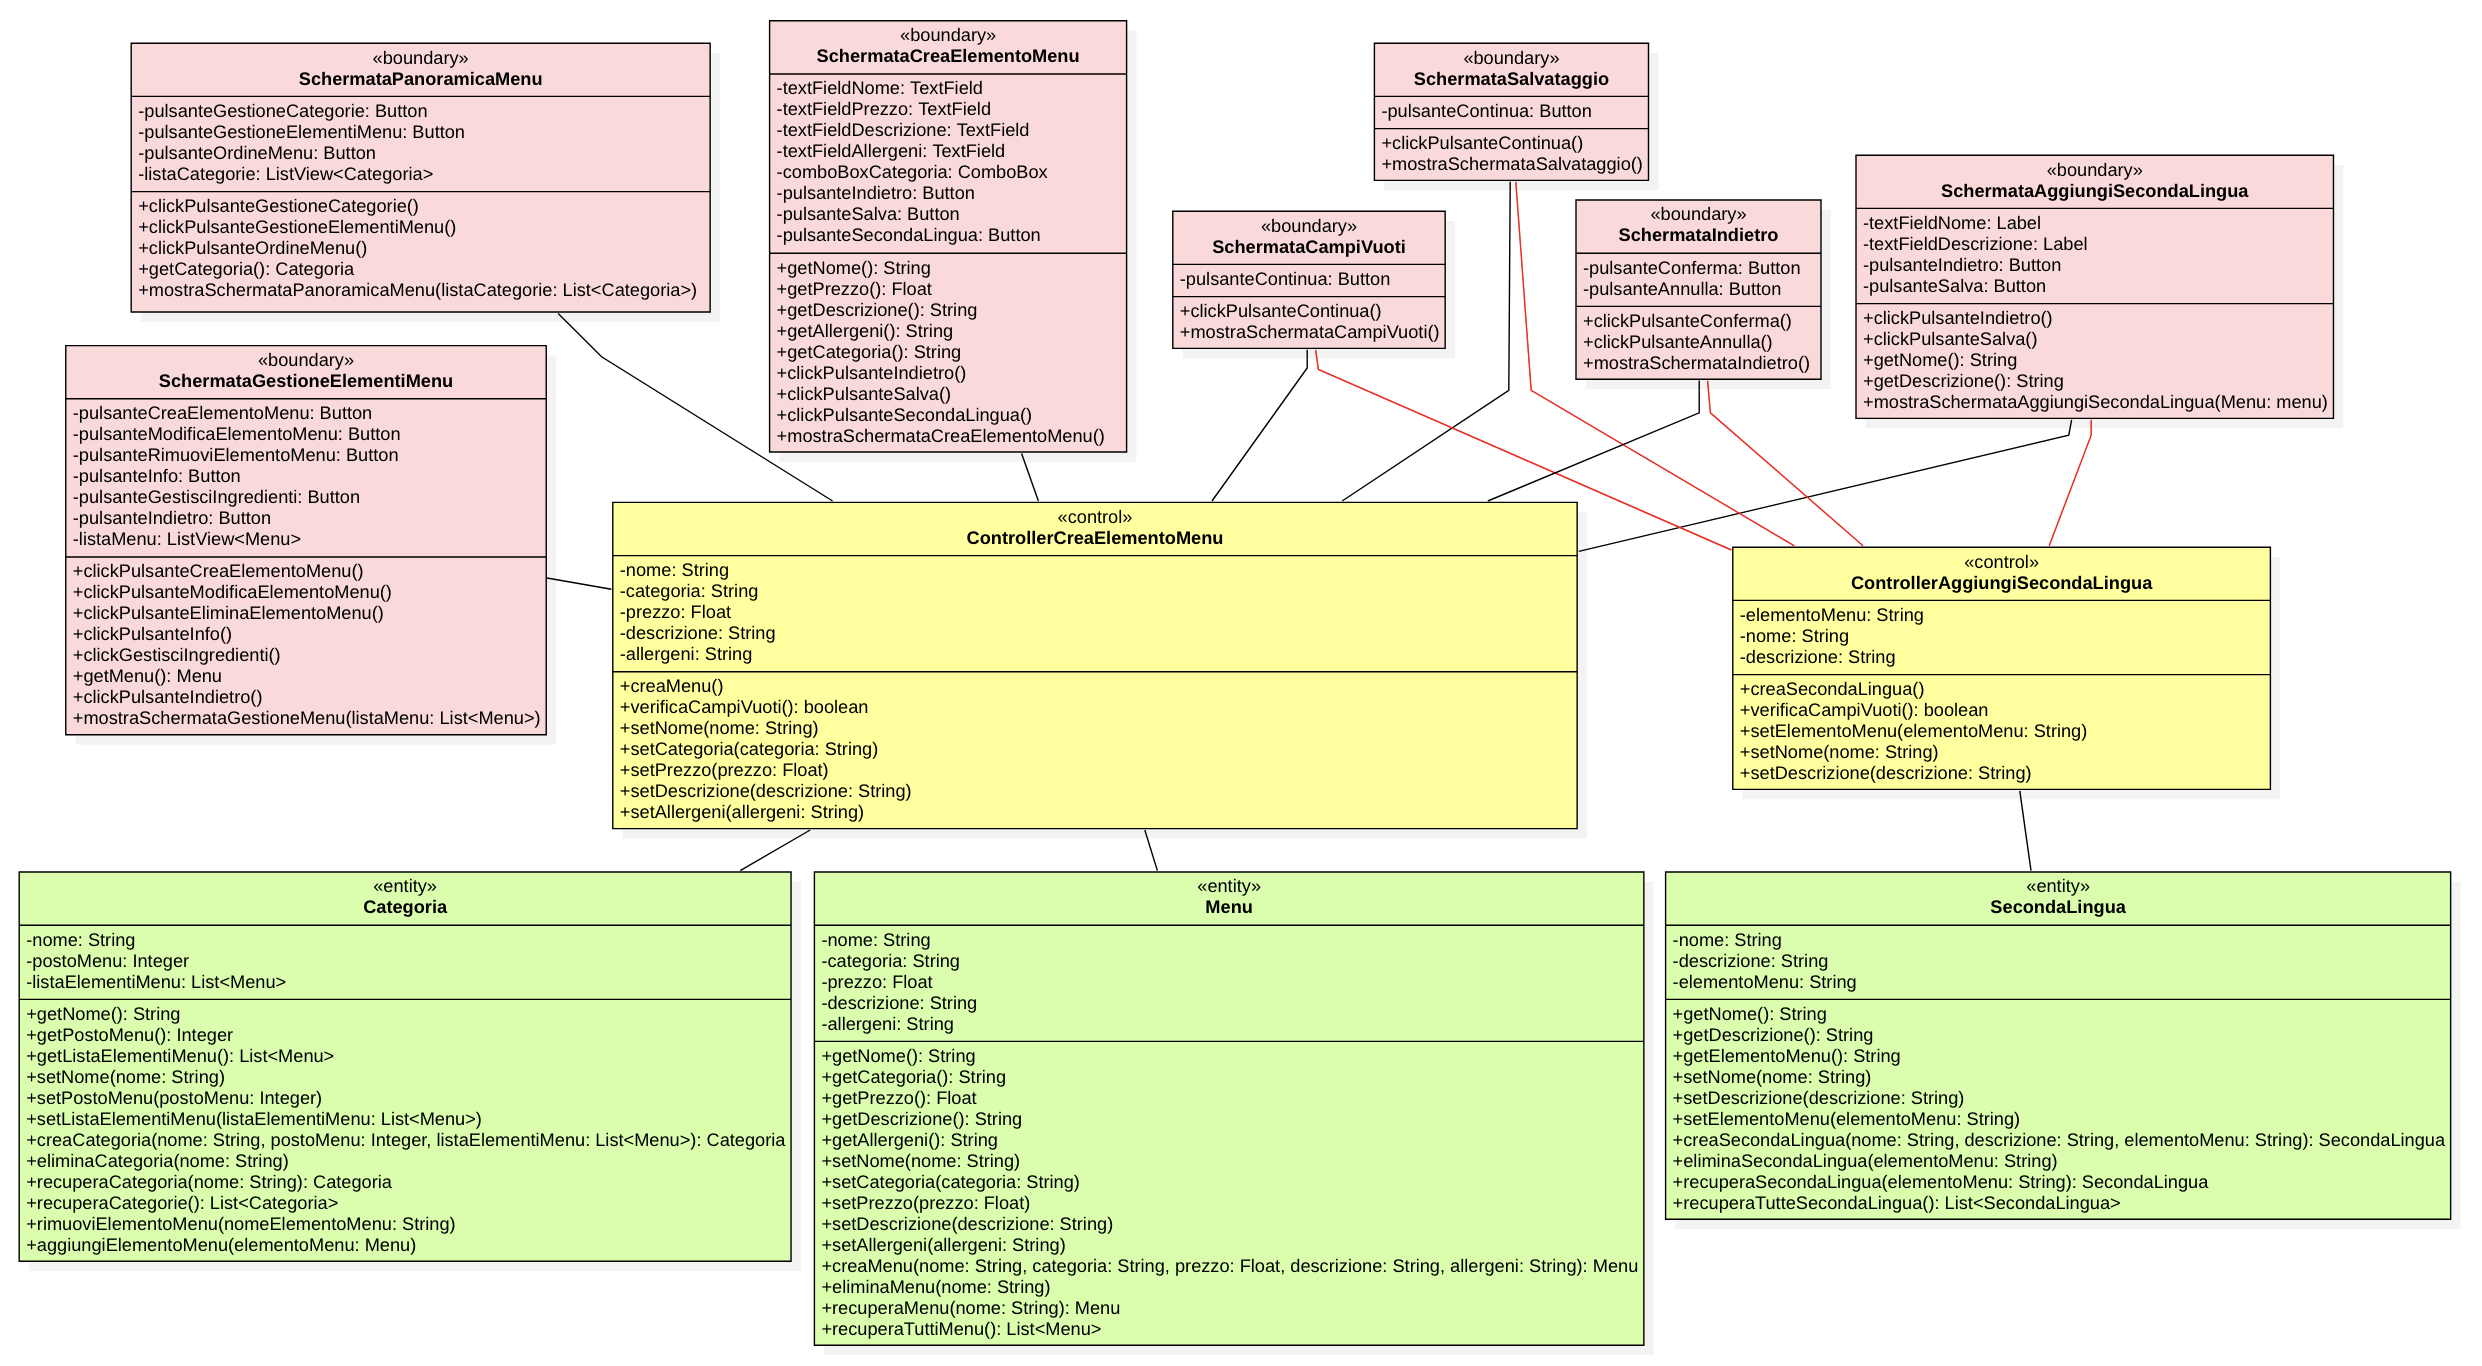 «boundary»
SchermataPanoramicaMenu
-pulsanteGestioneCategorie: Button
-pulsanteGestioneElementiMenu: Button
-pulsanteOrdineMenu: Button
-listaCategorie: ListView<Categoria>
+clickPulsanteGestioneCategorie()
+clickPulsanteGestioneElementiMenu()
+clickPulsanteOrdineMenu()
+getCategoria(): Categoria
+mostraSchermataPanoramicaMenu(listaCategorie: List<Categoria>)
«boundary»
SchermataCreaElementoMenu
-textFieldNome: TextField
-textFieldPrezzo: TextField
-textFieldDescrizione: TextField
-textFieldAllergeni: TextField
-comboBoxCategoria: ComboBox
-pulsanteIndietro: Button
-pulsanteSalva: Button
-pulsanteSecondaLingua: Button
+getNome(): String
+getPrezzo(): Float
+getDescrizione(): String
+getAllergeni(): String
+getCategoria(): String
+clickPulsanteIndietro()
+clickPulsanteSalva()
+clickPulsanteSecondaLingua()
+mostraSchermataCreaElementoMenu()
«boundary»
SchermataSalvataggio
-pulsanteContinua: Button
+clickPulsanteContinua()
+mostraSchermataSalvataggio()
«boundary»
SchermataCampiVuoti
-pulsanteContinua: Button
+clickPulsanteContinua()
+mostraSchermataCampiVuoti()
«boundary»
SchermataIndietro
-pulsanteConferma: Button
-pulsanteAnnulla: Button
+clickPulsanteConferma()
+clickPulsanteAnnulla()
+mostraSchermataIndietro()
«boundary»
SchermataAggiungiSecondaLingua
-textFieldNome: Label
-textFieldDescrizione: Label
-pulsanteIndietro: Button
-pulsanteSalva: Button
+clickPulsanteIndietro()
+clickPulsanteSalva()
+getNome(): String
+getDescrizione(): String
+mostraSchermataAggiungiSecondaLingua(Menu: menu)
«boundary»
SchermataGestioneElementiMenu
-pulsanteCreaElementoMenu: Button
-pulsanteModificaElementoMenu: Button
-pulsanteRimuoviElementoMenu: Button
-pulsanteInfo: Button
-pulsanteGestisciIngredienti: Button
-pulsanteIndietro: Button
-listaMenu: ListView<Menu>
+clickPulsanteCreaElementoMenu()
+clickPulsanteModificaElementoMenu()
+clickPulsanteEliminaElementoMenu()
+clickPulsanteInfo()
+clickGestisciIngredienti()
+getMenu(): Menu
+clickPulsanteIndietro()
+mostraSchermataGestioneMenu(listaMenu: List<Menu>)
«control»
ControllerCreaElementoMenu
-nome: String
-categoria: String
-prezzo: Float
-descrizione: String
-allergeni: String
+creaMenu()
+verificaCampiVuoti(): boolean
+setNome(nome: String)
+setCategoria(categoria: String)
+setPrezzo(prezzo: Float)
+setDescrizione(descrizione: String)
+setAllergeni(allergeni: String)
«control»
ControllerAggiungiSecondaLingua
-elementoMenu: String
-nome: String
-descrizione: String
+creaSecondaLingua()
+verificaCampiVuoti(): boolean
+setElementoMenu(elementoMenu: String)
+setNome(nome: String)
+setDescrizione(descrizione: String)
«entity»
Categoria
-nome: String
-postoMenu: Integer
-listaElementiMenu: List<Menu>
+getNome(): String
+getPostoMenu(): Integer
+getListaElementiMenu(): List<Menu>
+setNome(nome: String)
+setPostoMenu(postoMenu: Integer)
+setListaElementiMenu(listaElementiMenu: List<Menu>)
+creaCategoria(nome: String, postoMenu: Integer, listaElementiMenu: List<Menu>): Categoria
+eliminaCategoria(nome: String)
+recuperaCategoria(nome: String): Categoria
+recuperaCategorie(): List<Categoria>
+rimuoviElementoMenu(nomeElementoMenu: String)
+aggiungiElementoMenu(elementoMenu: Menu)
«entity»
Menu
-nome: String
-categoria: String
-prezzo: Float
-descrizione: String
-allergeni: String
+getNome(): String
+getCategoria(): String
+getPrezzo(): Float
+getDescrizione(): String
+getAllergeni(): String
+setNome(nome: String)
+setCategoria(categoria: String)
+setPrezzo(prezzo: Float)
+setDescrizione(descrizione: String)
+setAllergeni(allergeni: String)
+creaMenu(nome: String, categoria: String, prezzo: Float, descrizione: String, allergeni: String): Menu
+eliminaMenu(nome: String)
+recuperaMenu(nome: String): Menu
+recuperaTuttiMenu(): List<Menu>
«entity»
SecondaLingua
-nome: String
-descrizione: String
-elementoMenu: String
+getNome(): String
+getDescrizione(): String
+getElementoMenu(): String
+setNome(nome: String)
+setDescrizione(descrizione: String)
+setElementoMenu(elementoMenu: String)
+creaSecondaLingua(nome: String, descrizione: String, elementoMenu: String): SecondaLingua
+eliminaSecondaLingua(elementoMenu: String)
+recuperaSecondaLingua(elementoMenu: String): SecondaLingua
+recuperaTutteSecondaLingua(): List<SecondaLingua>